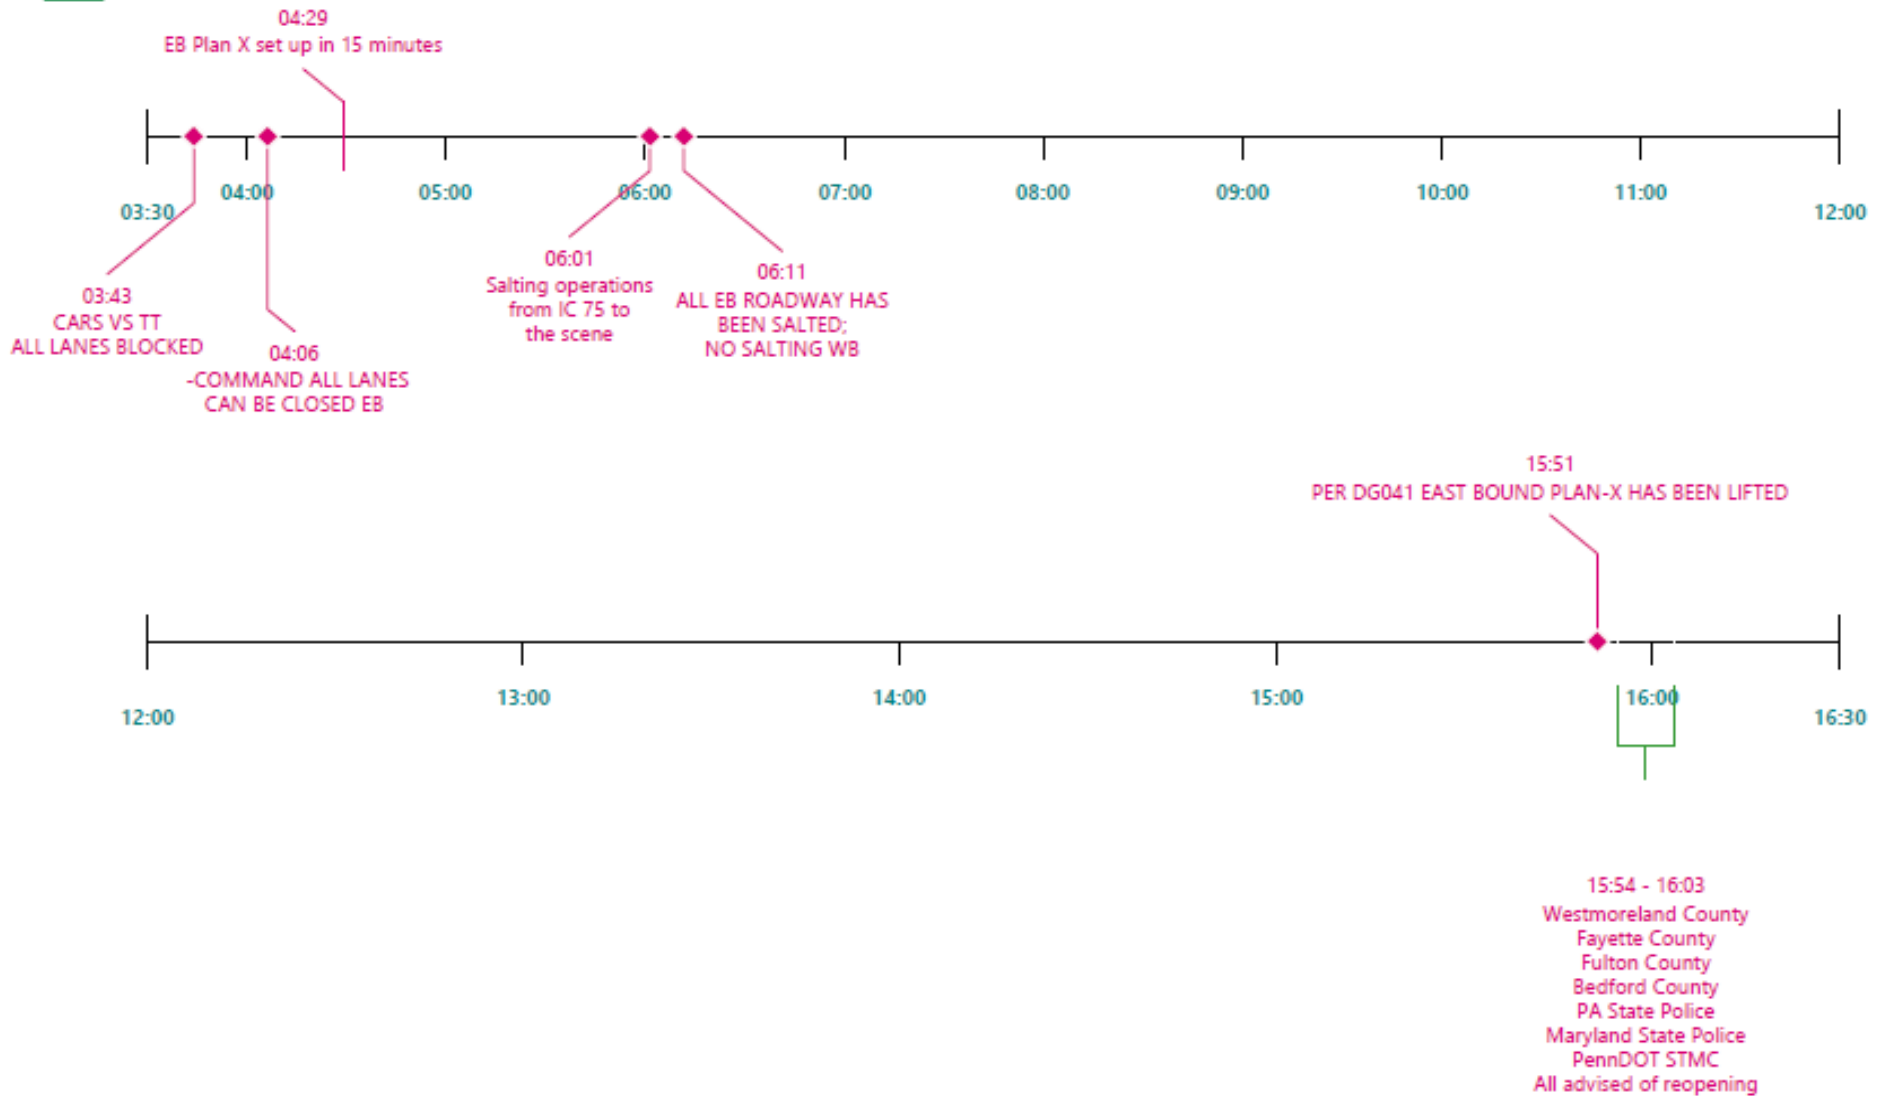 04:29
EB Plan X set up in 15 minutes
03:30
04:00
05:00
06:00
07:00
08:00
09:00
10:00
11:00
12:00
03:43
CARS VS TT
ALL LANES BLOCKED
04:06
-COMMAND ALL LANES
CAN BE CLOSED EB
06:01
Salting operations
from IC 75 to
the scene
06:11
ALL EB ROADWAY HAS
BEEN SALTED;
NO SALTING WB
15:51
PER DG041 EAST BOUND PLAN-X HAS BEEN LIFTED
12:00
13:00
14:00
15:00
16:00
16:30
15:54 - 16:03
Westmoreland County
Fayette County
Fulton County
Bedford County
PA State Police
Maryland State Police
PennDOT STMC
All advised of reopening